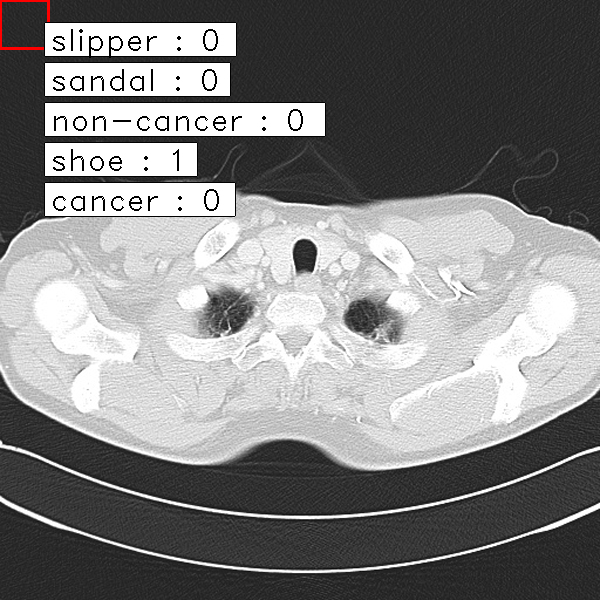 slipper : 0
sandal : 0
non-cancer : 0
shoe : 1
cancer : 0